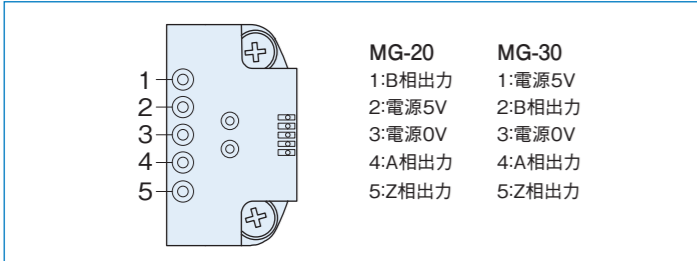 MG-20 MG-30
1 1:B相出力 1:電源5V
2 2:電源5V 2:B相出力
3 3:電源0V 3:電源0V
4 4:A相出力 4:A相出力
5 5:Z相出力 5:Z相出力